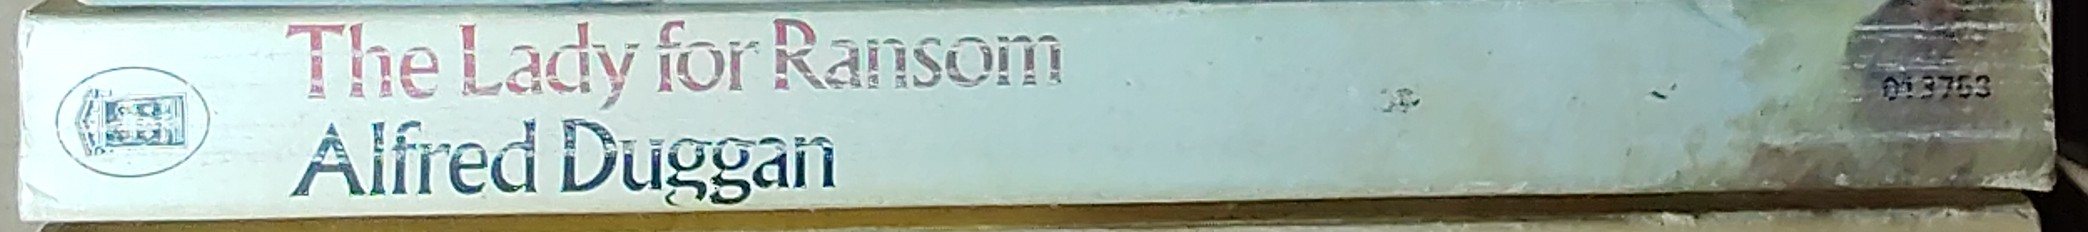 The Lady for Ransom
Alfred Duggan
013753